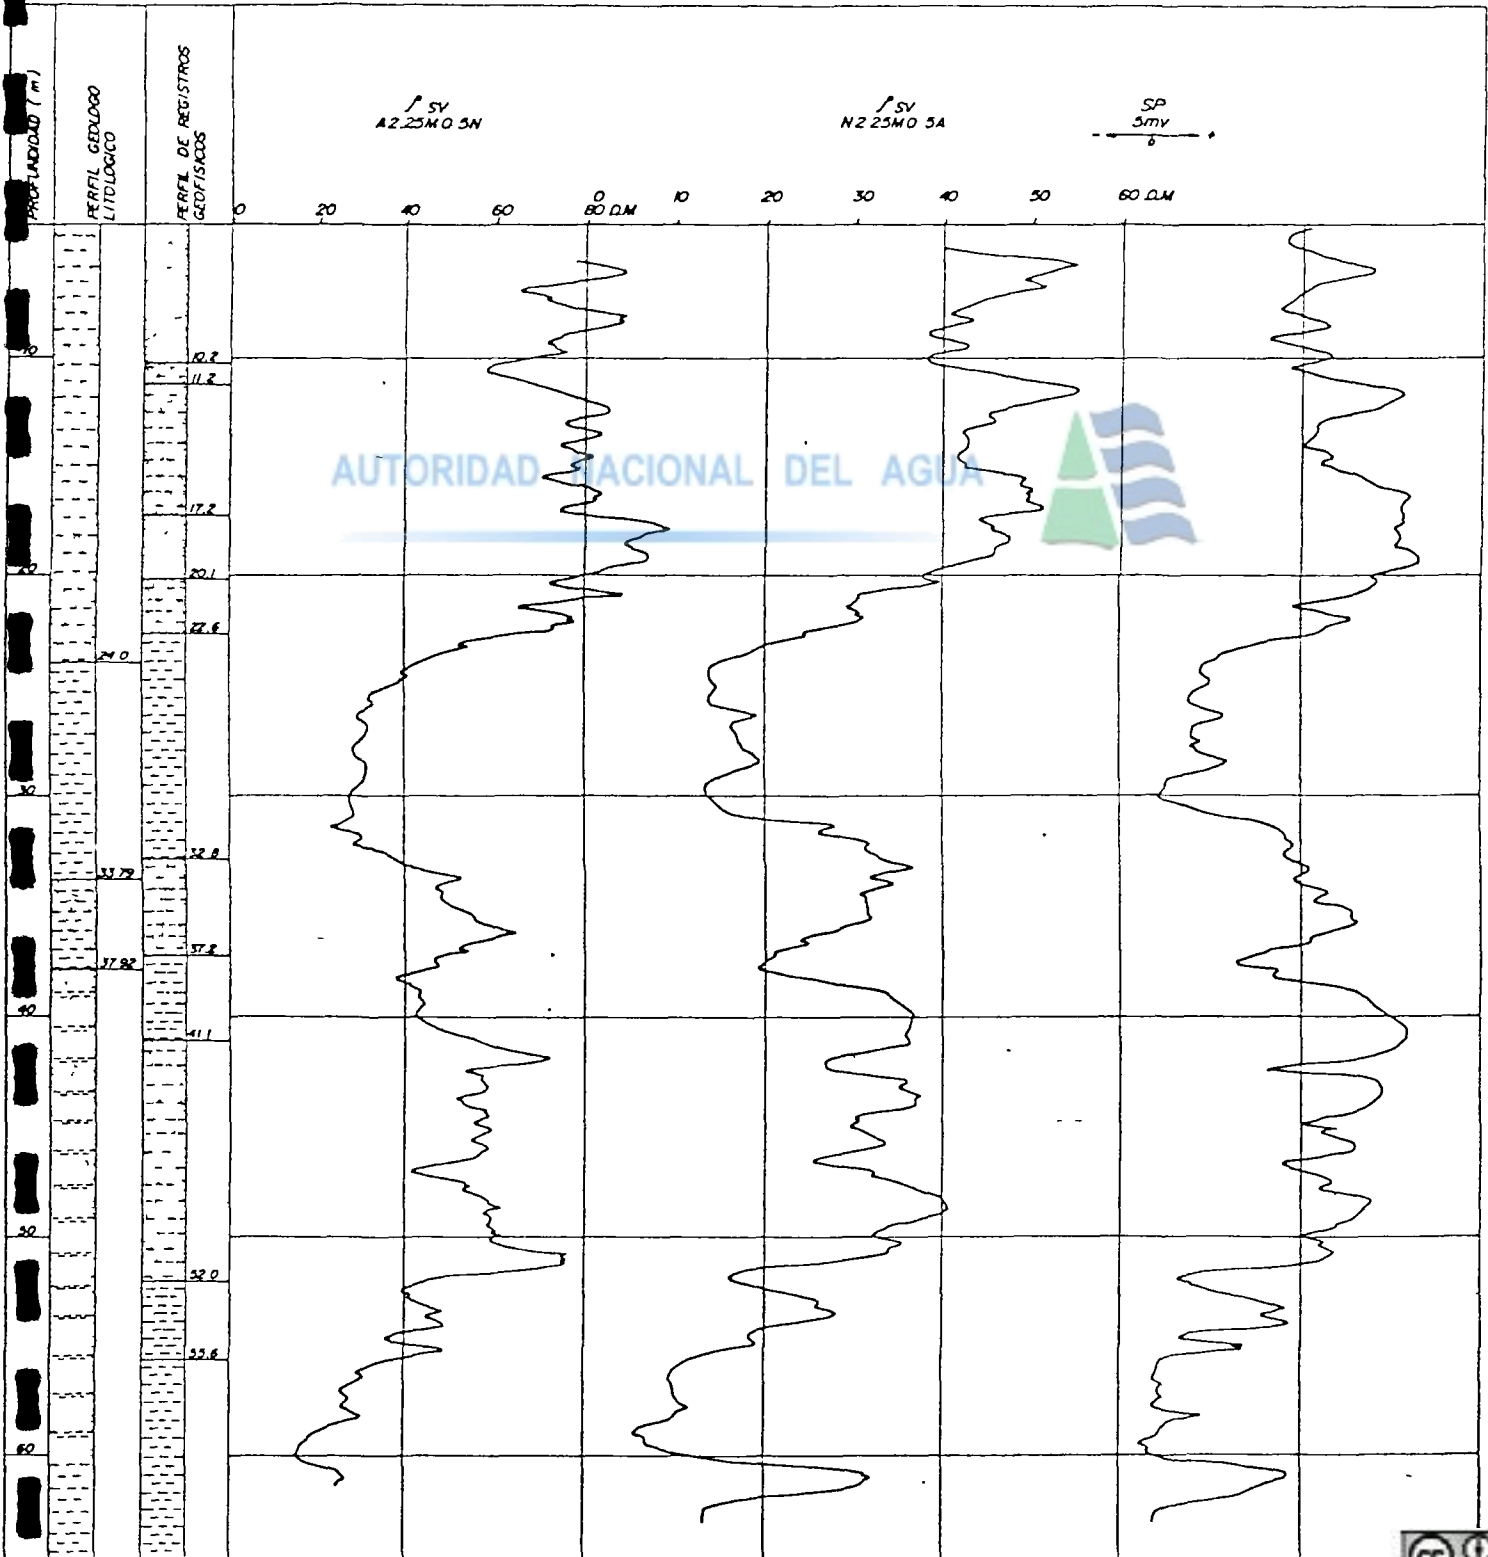 PROFUNDIDAD (m)
PERFIL GEOLOGO
LITOLOGICO
PERFIL DE REGISTROS
GEOFISICOS
ρ SV
A2.25M0.5N
ρ SV
N2.25M0.5A
SP
5mv
- +
0 20 40 60 80 Ω.M
0 10 20 30 40 50 60 Ω.M
10
10.2
11.2
AUTORIDAD NACIONAL DEL AGUA
17.2
20
20.1
22.6
24.0
30
32.8
33.79
37.2
37.92
40
41.1
50
52.0
55.6
60
cc